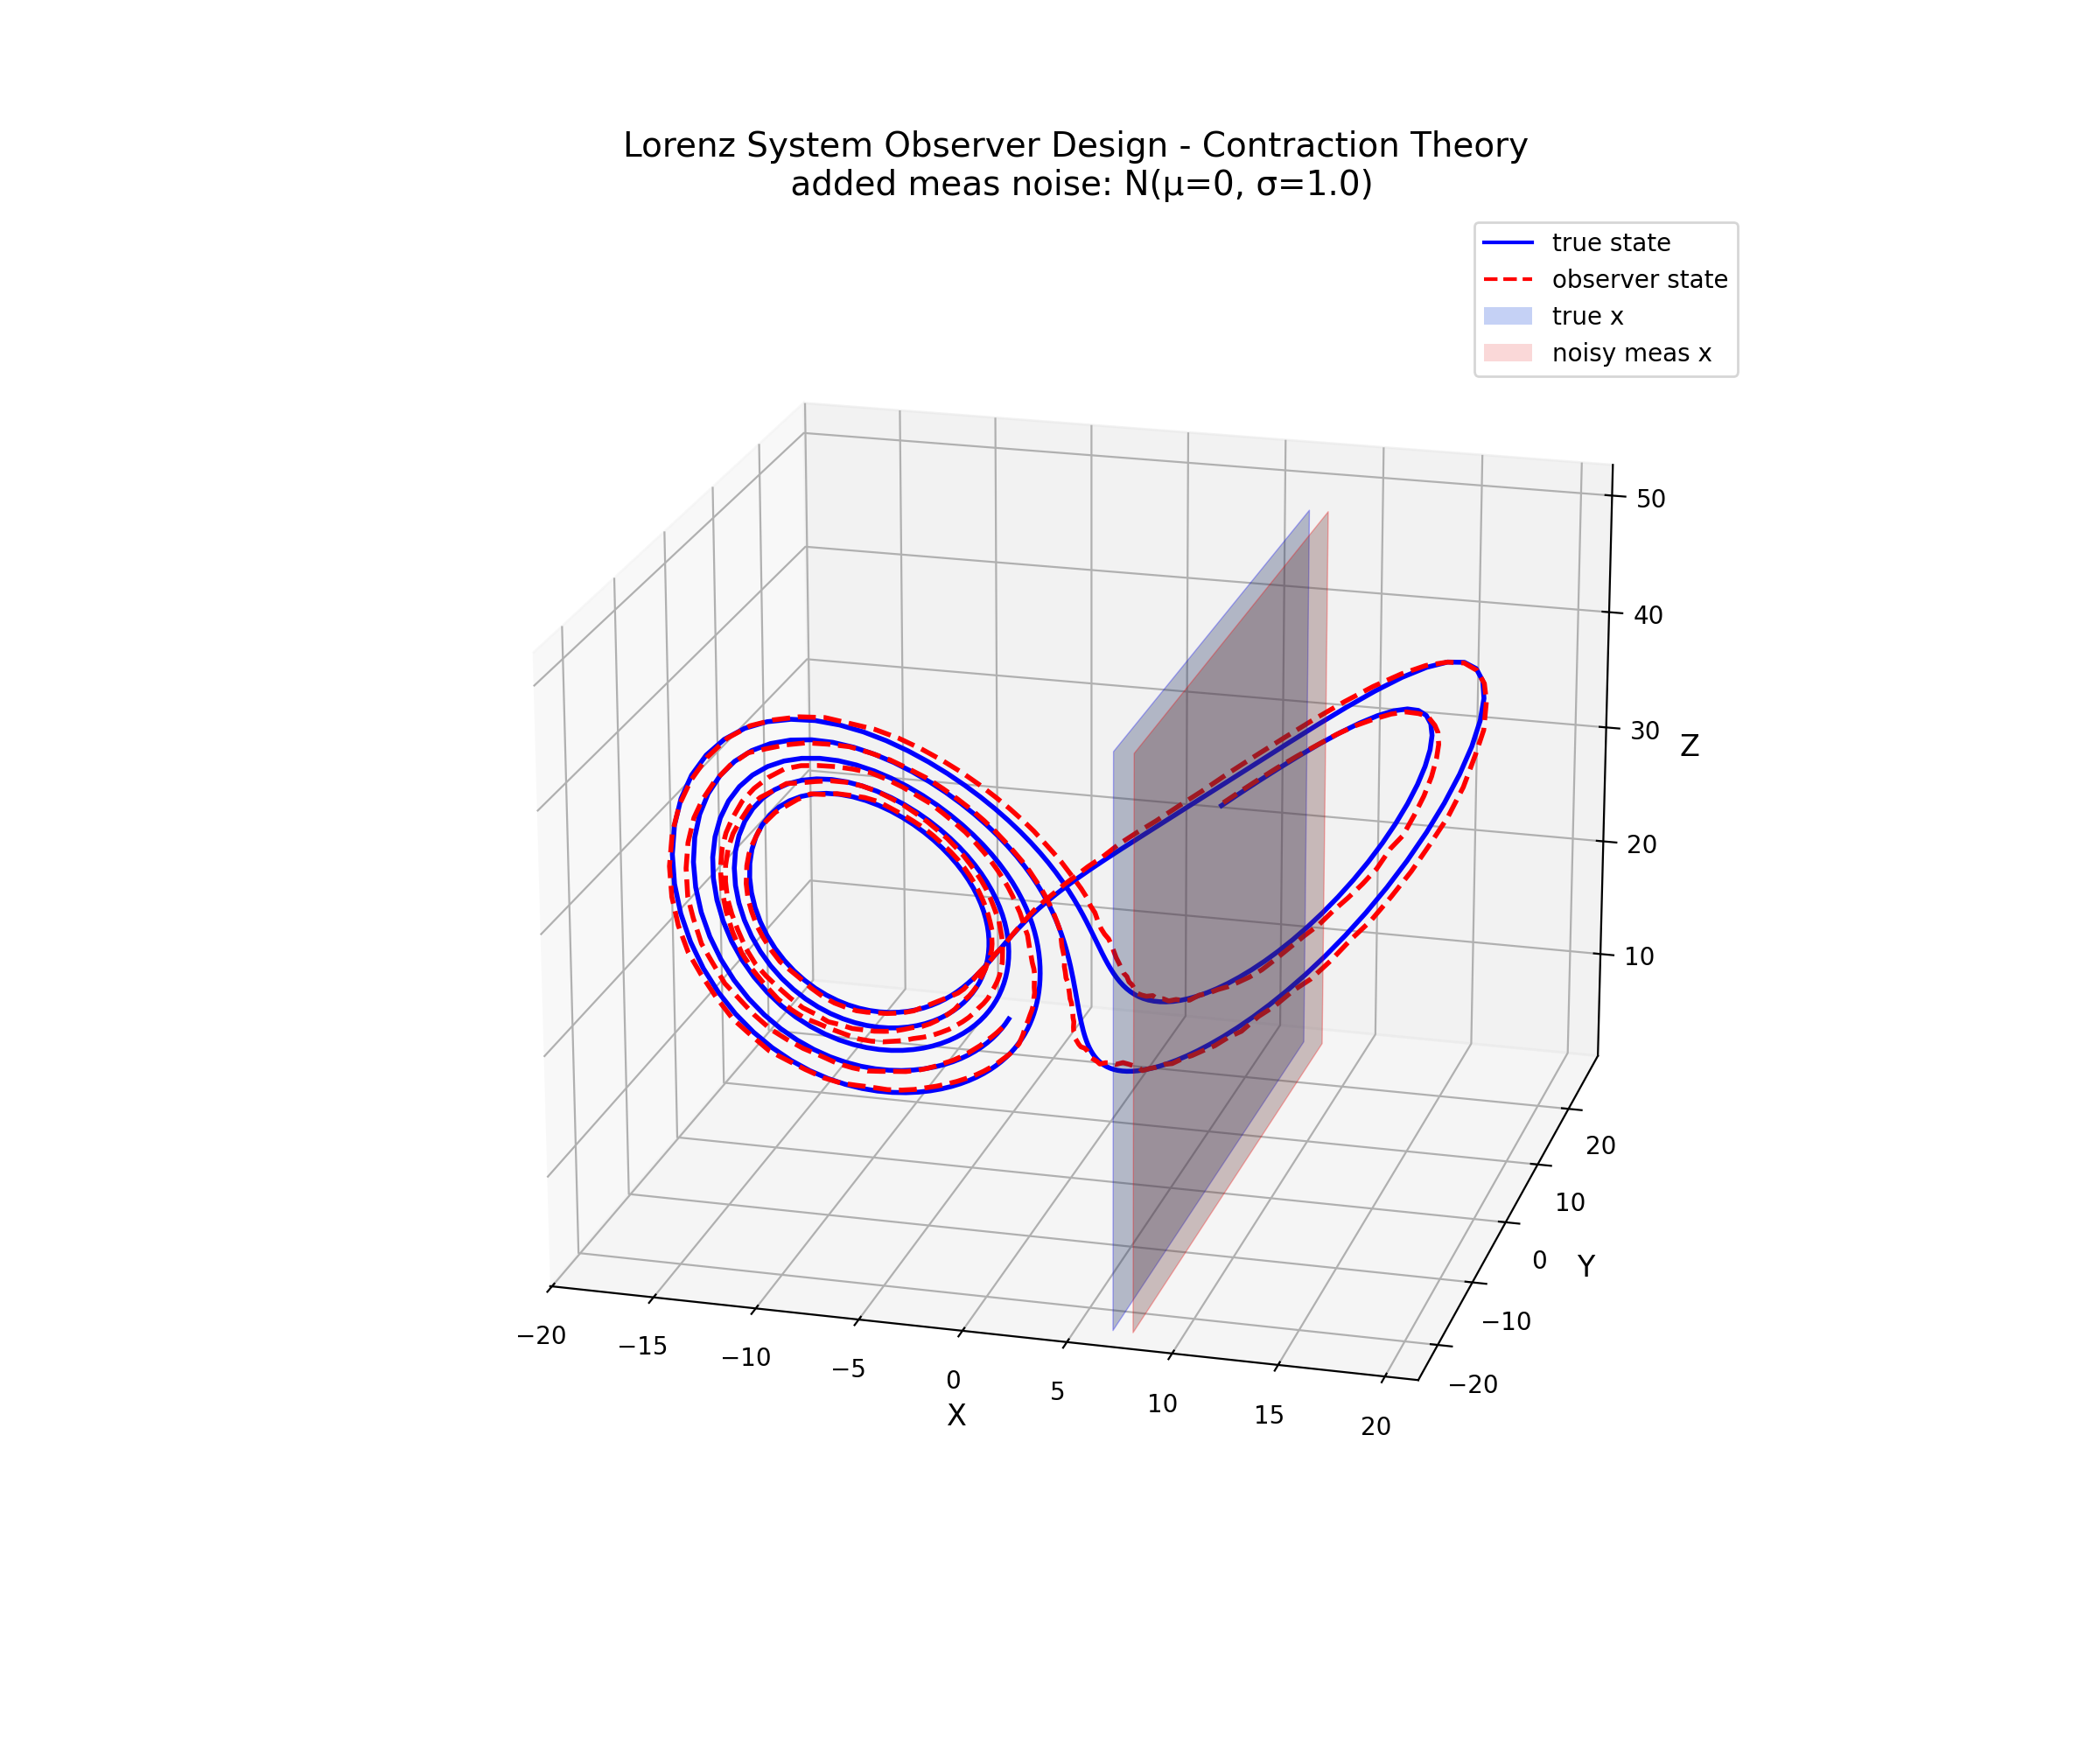 Lorenz System Observer Design - Contraction Theory
added meas noise: N(μ=0, σ=1.0)
true state
observer state
true x
noisy meas x
50
40
30
Z
20
10
20
10
0
Y
−10
−20
−20
−15
−10
−5
0
5
10
15
20
X